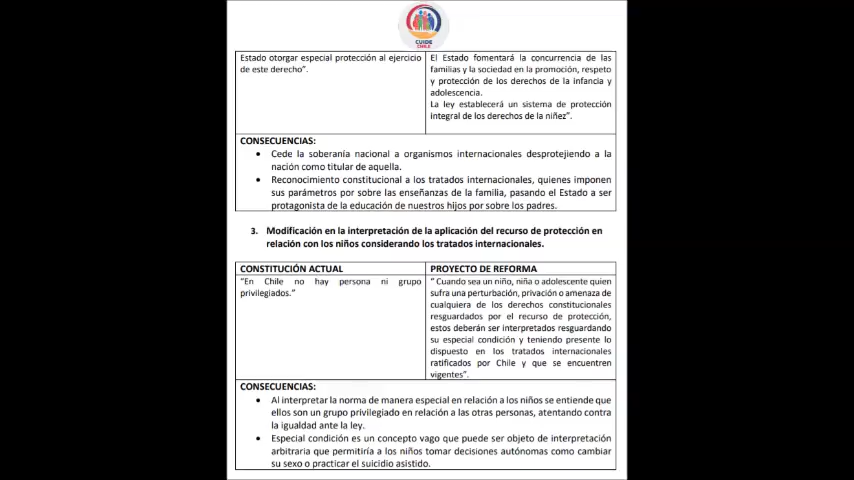 CUIDE
CHILE
Estado otorgar especial protección al ejercicio
de este derecho”.
El Estado fomentará la concurrencia de las
familias y la sociedad en la promoción, respeto
y protección de los derechos de la infancia y
adolescencia.
La ley establecerá un sistema de protección
integral de los derechos de la niñez”.
CONSECUENCIAS:
• Cede la soberanía nacional a organismos internacionales desprotejiendo a la
nación como titular de aquella.
• Reconocimiento constitucional a los tratados internacionales, quienes imponen
sus parámetros por sobre las enseñanzas de la familia, pasando el Estado a ser
protagonista de la educación de nuestros hijos por sobre los padres.
3. Modificación en la interpretación de la aplicación del recurso de protección en
relación con los niños considerando los tratados internacionales.
CONSTITUCIÓN ACTUAL
PROYECTO DE REFORMA
“En Chile no hay persona ni grupo
privilegiados.”
“ Cuando sea un niño, niña o adolescente quien
sufra una perturbación, privación o amenaza de
cualquiera de los derechos constitucionales
resguardados por el recurso de protección,
estos deberán ser interpretados resguardando
su especial condición y teniendo presente lo
dispuesto en los tratados internacionales
ratificados por Chile y que se encuentren
vigentes”.
CONSECUENCIAS:
• Al interpretar la norma de manera especial en relación a los niños se entiende que
ellos son un grupo privilegiado en relación a las otras personas, atentando contra
la igualdad ante la ley.
• Especial condición es un concepto vago que puede ser objeto de interpretación
arbitraria que permitiría a los niños tomar decisiones autónomas como cambiar
su sexo o practicar el suicidio asistido.